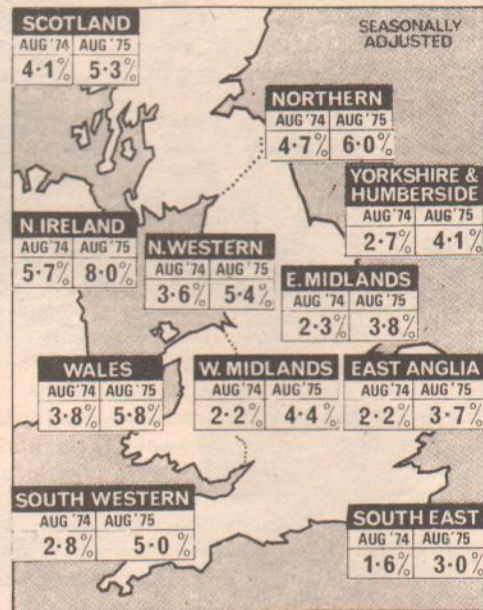 SCOTLAND
AUG '74 AUG '75
4·1% 5·3%
SEASONALLY
ADJUSTED
NORTHERN
AUG '74 AUG '75
4·7% 6·0%
YORKSHIRE &
HUMBERSIDE
AUG '74 AUG '75
2·7% 4·1%
N. IRELAND
AUG '74 AUG '75
5·7% 8·0%
N. WESTERN
AUG '74 AUG '75
3·6% 5·4%
E. MIDLANDS
AUG '74 AUG '75
2·3% 3·8%
WALES
AUG '74 AUG '75
3·8% 5·8%
W. MIDLANDS
AUG '74 AUG '75
2·2% 4·4%
EAST ANGLIA
AUG '74 AUG '75
2·2% 3·7%
SOUTH WESTERN
AUG '74 AUG '75
2·8% 5·0%
SOUTH EAST
AUG '74 AUG '75
1·6% 3·0%